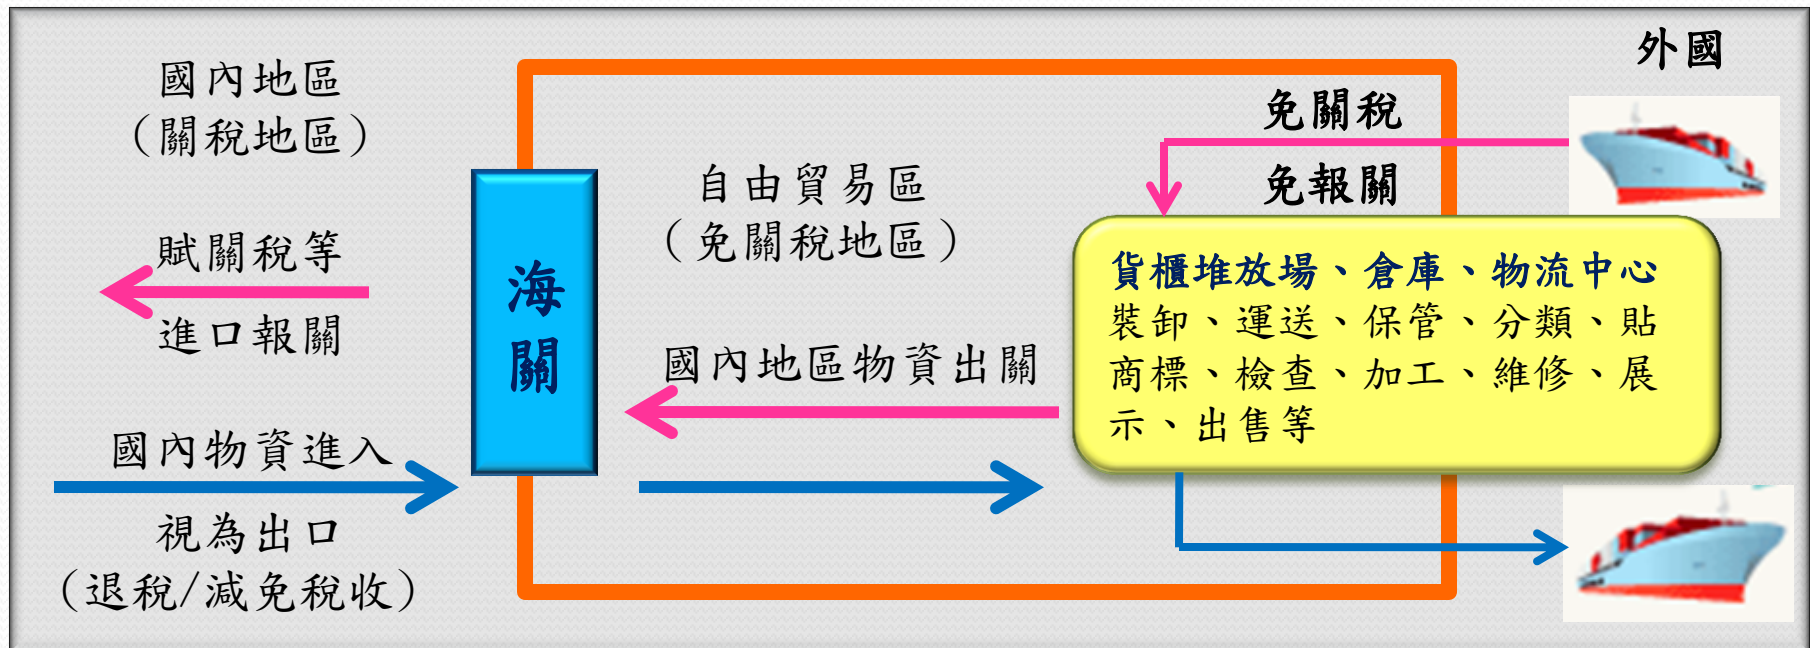 國內地區
（關稅地區）
賦關稅等
進口報關
國內物資進入
視為出口
（退稅/減免稅收）
海
關
自由貿易區
（免關稅地區）
國內地區物資出關
外國
免關稅
免報關
貨櫃堆放場、倉庫、物流中心
裝卸、運送、保管、分類、貼
商標、檢查、加工、維修、展
示、出售等